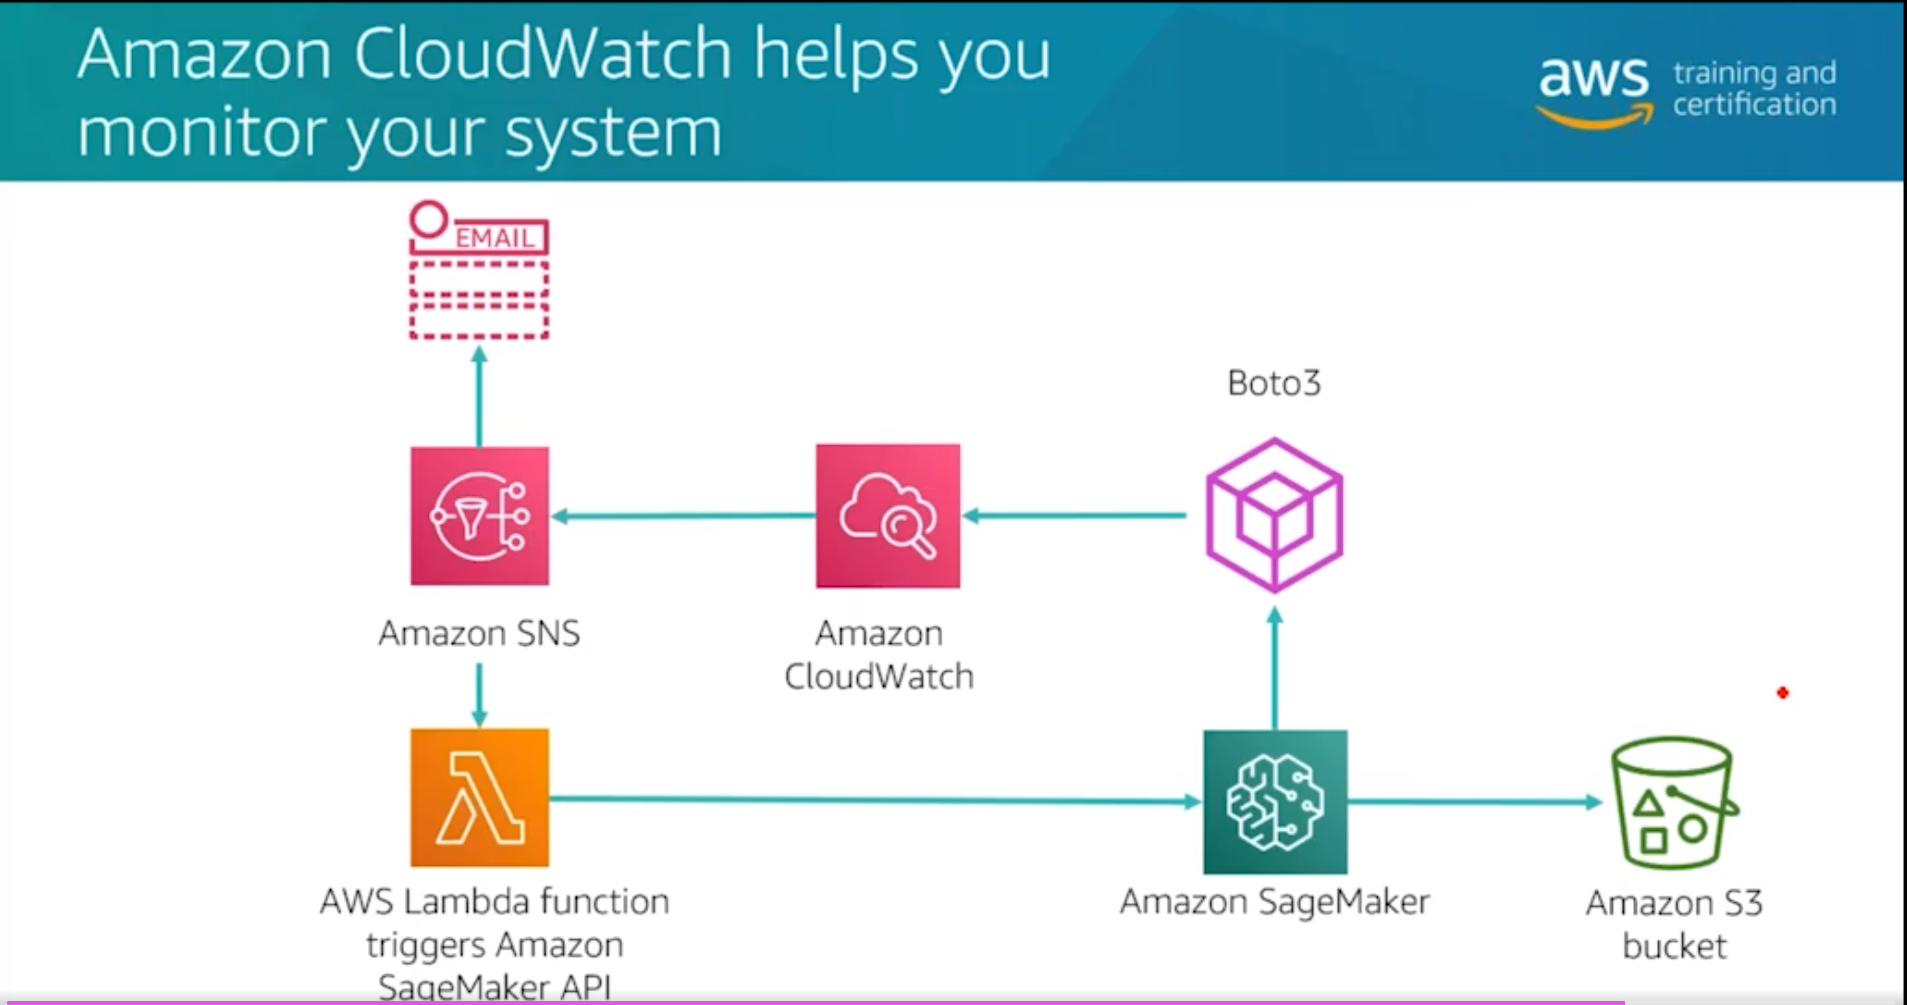 Amazon CloudWatch helps you
monitor your system
aws training and
certification
EMAIL
Boto3
Amazon SNS
Amazon
CloudWatch
AWS Lambda function
triggers Amazon
SageMaker API
Amazon SageMaker
Amazon S3
bucket